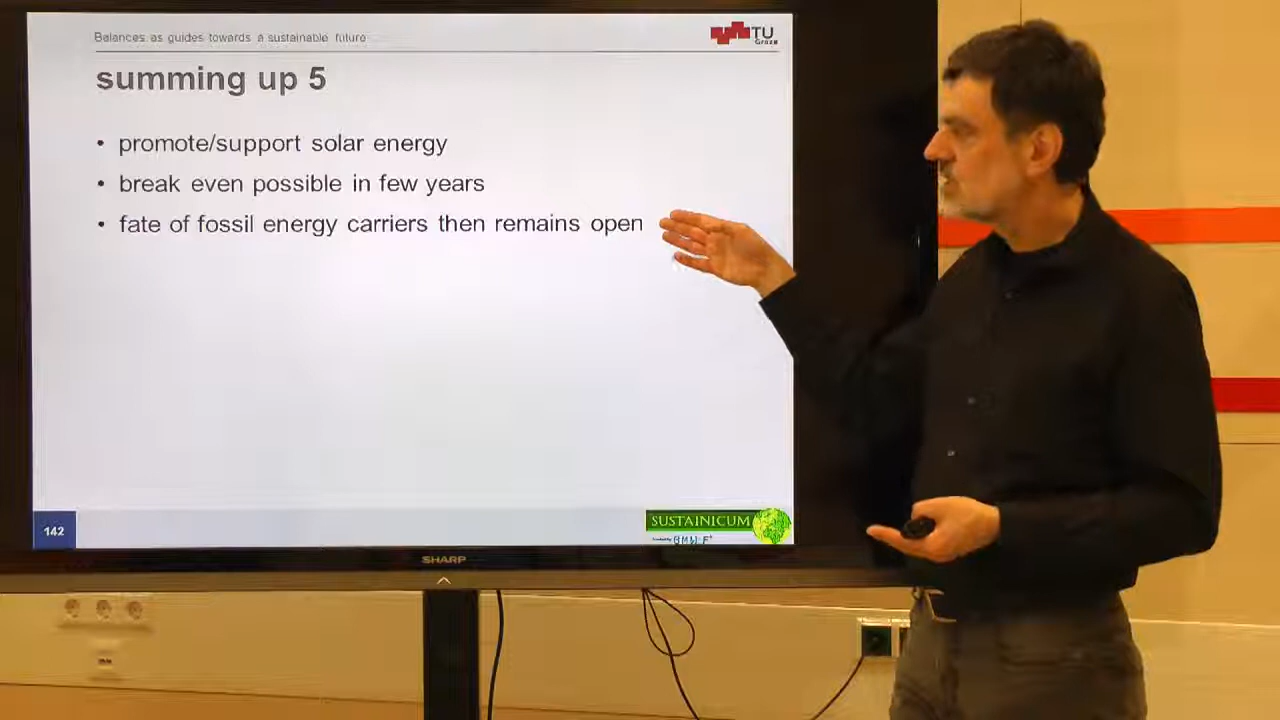 Balances as guides towards a sustainable future
TU
Graz
summing up 5
• promote/support solar energy
• break even possible in few years
• fate of fossil energy carriers then remains open
142
SUSTAINICUM
BMWF
SHARP